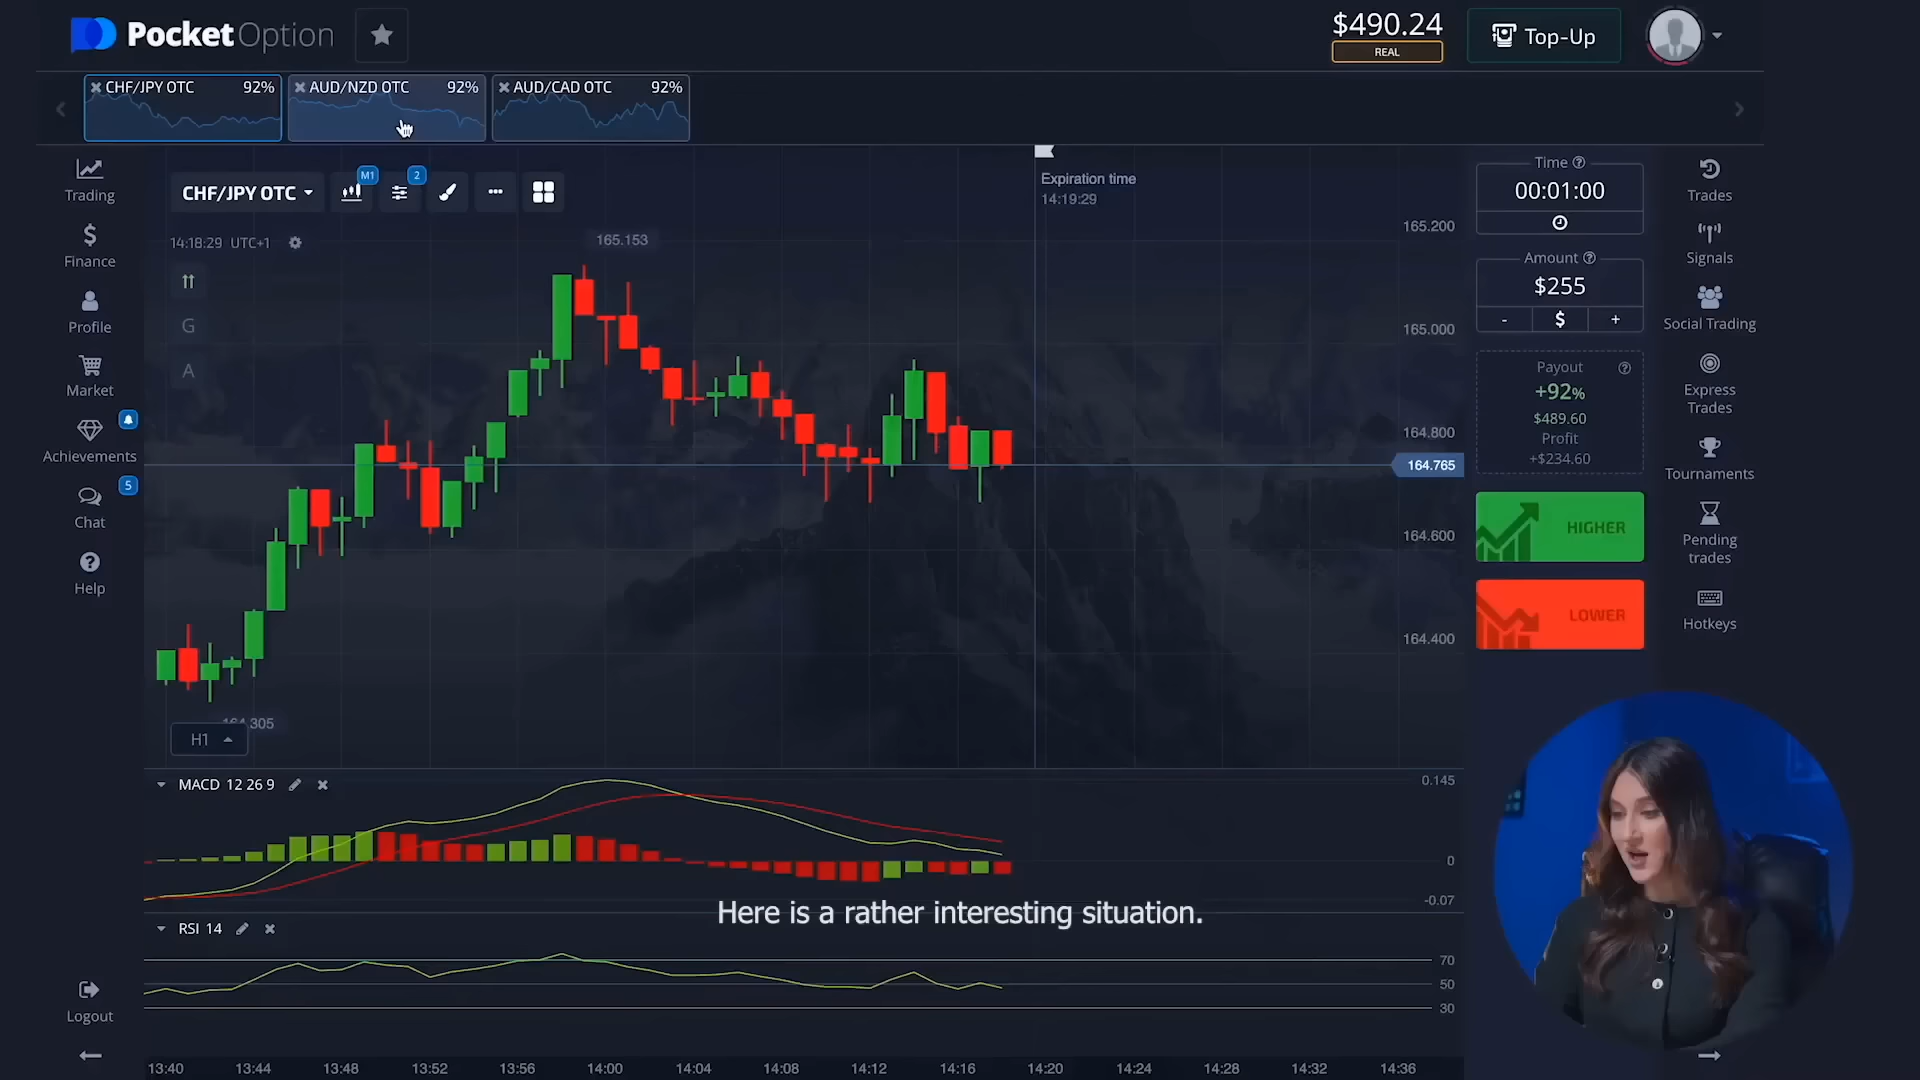 PocketOption
$490.24
REAL
Top-Up
CHF/JPY OTC 92%
AUD/NZD OTC 92%
AUD/CAD OTC 92%
Trading
Finance
Profile
Market
Achievements
5
Chat
Help
Logout
CHF/JPY OTC
M1
2
14:18:29 UTC+1
G
A
165.153
Expiration time
14:19:29
165.200
165.000
164.800
164.765
164.600
164.400
164.305
H1
MACD 12 26 9
0.145
0
-0.07
Here is a rather interesting situation.
RSI 14
70
50
30
13:40 13:44 13:48 13:52 13:56 14:00 14:04 14:08 14:12 14:16 14:20 14:24 14:28 14:32 14:36
Time
00:01:00
Amount
$255
- $ +
Payout
+92%
$489.60
Profit
+$234.60
HIGHER
LOWER
Trades
Signals
Social Trading
Express
Trades
Tournaments
Pending
trades
Hotkeys